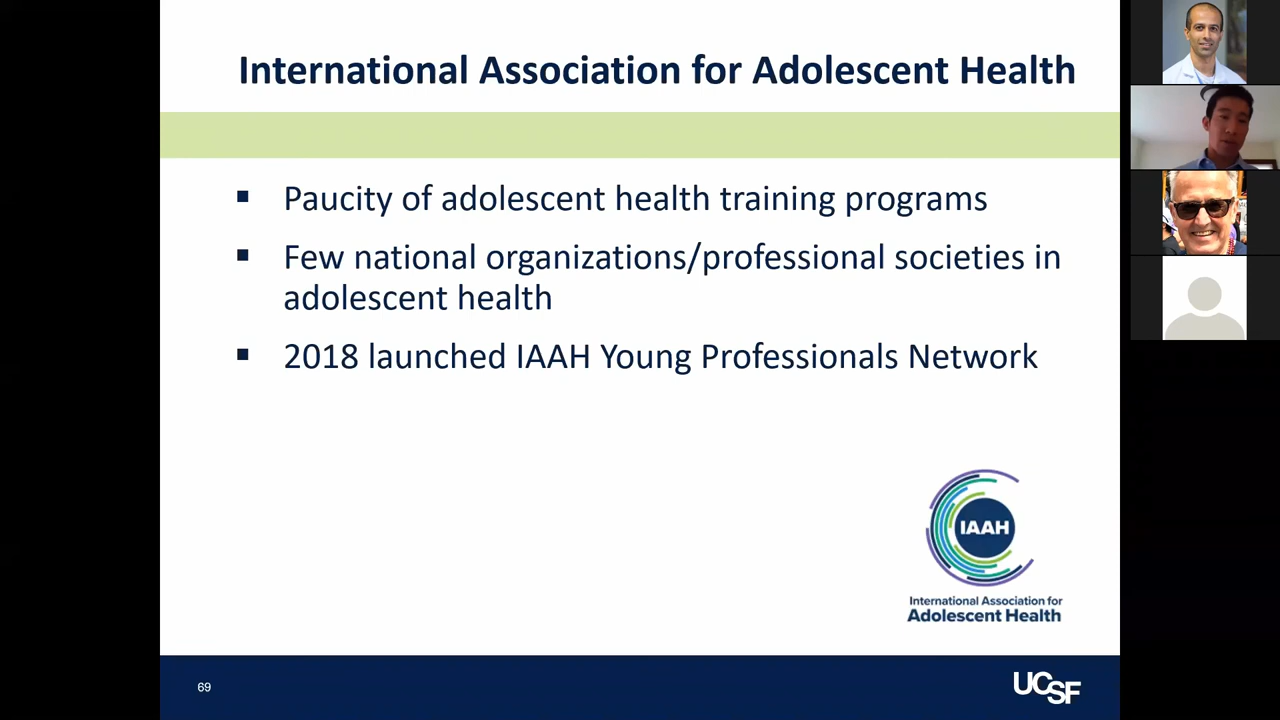 International Association for Adolescent Health
▪ Paucity of adolescent health training programs
▪ Few national organizations/professional societies in
adolescent health
▪ 2018 launched IAAH Young Professionals Network
IAAH
International Association for
Adolescent Health
69
UCSF